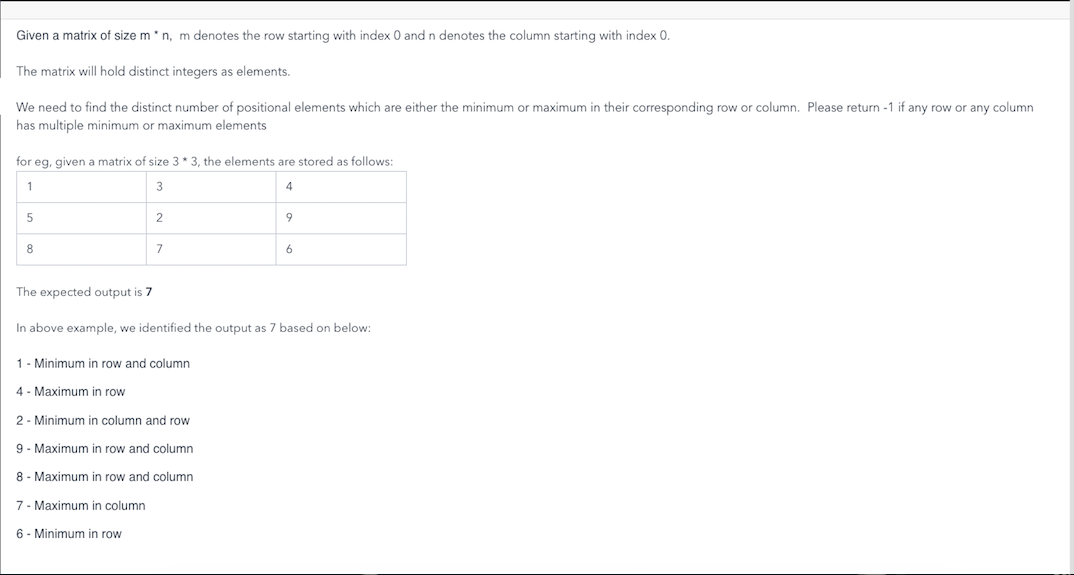 Given a matrix of size m * n, m denotes the row starting with index 0 and n denotes the column starting with index 0.
The matrix will hold distinct integers as elements.
We need to find the distinct number of positional elements which are either the minimum or maximum in their corresponding row or column. Please return -1 if any row or any column
has multiple minimum or maximum elements
for eg, given a matrix of size 3 * 3, the elements are stored as follows:
1 3 4
5 2 9
8 7 6
The expected output is 7
In above example, we identified the output as 7 based on below:
1 - Minimum in row and column
4 - Maximum in row
2 - Minimum in column and row
9 - Maximum in row and column
8 - Maximum in row and column
7 - Maximum in column
6 - Minimum in row